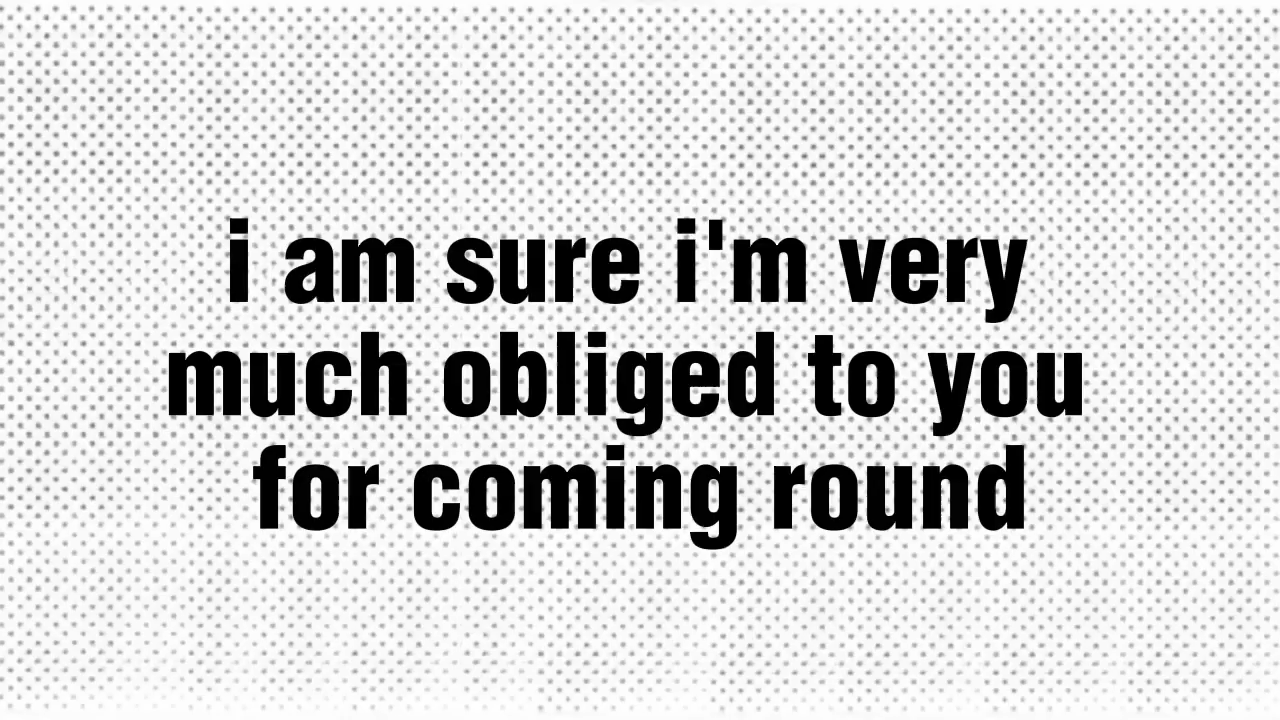 i am sure i'm very
much obliged to you
for coming round